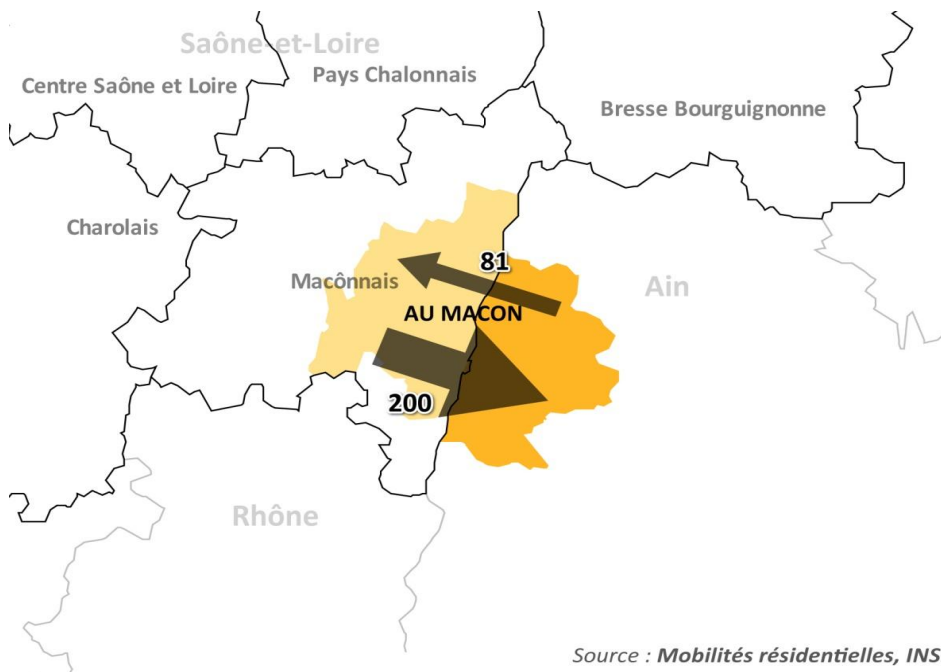 Saône-et-Loire
Centre Saône et Loire
Pays Chalonnais
Bresse Bourguignonne
Charolais
Macônnais
81
Ain
AU MACON
200
Rhône
Source : Mobilités résidentielles, INS